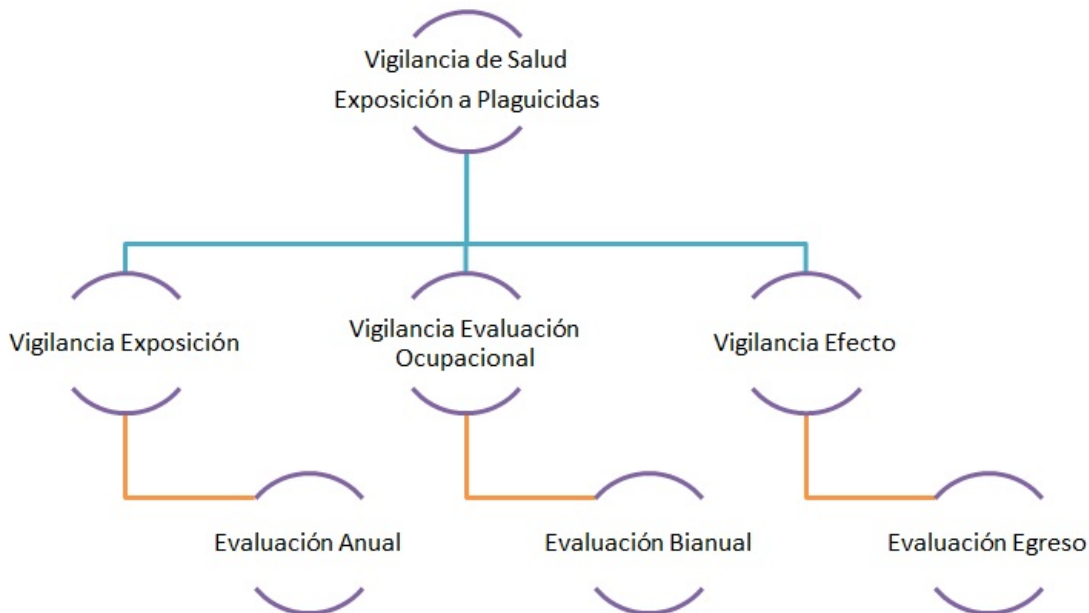 Vigilancia de Salud
Exposición a Plaguicidas
Vigilancia Exposición
Vigilancia Evaluación
Ocupacional
Vigilancia Efecto
Evaluación Anual
Evaluación Bianual
Evaluación Egreso